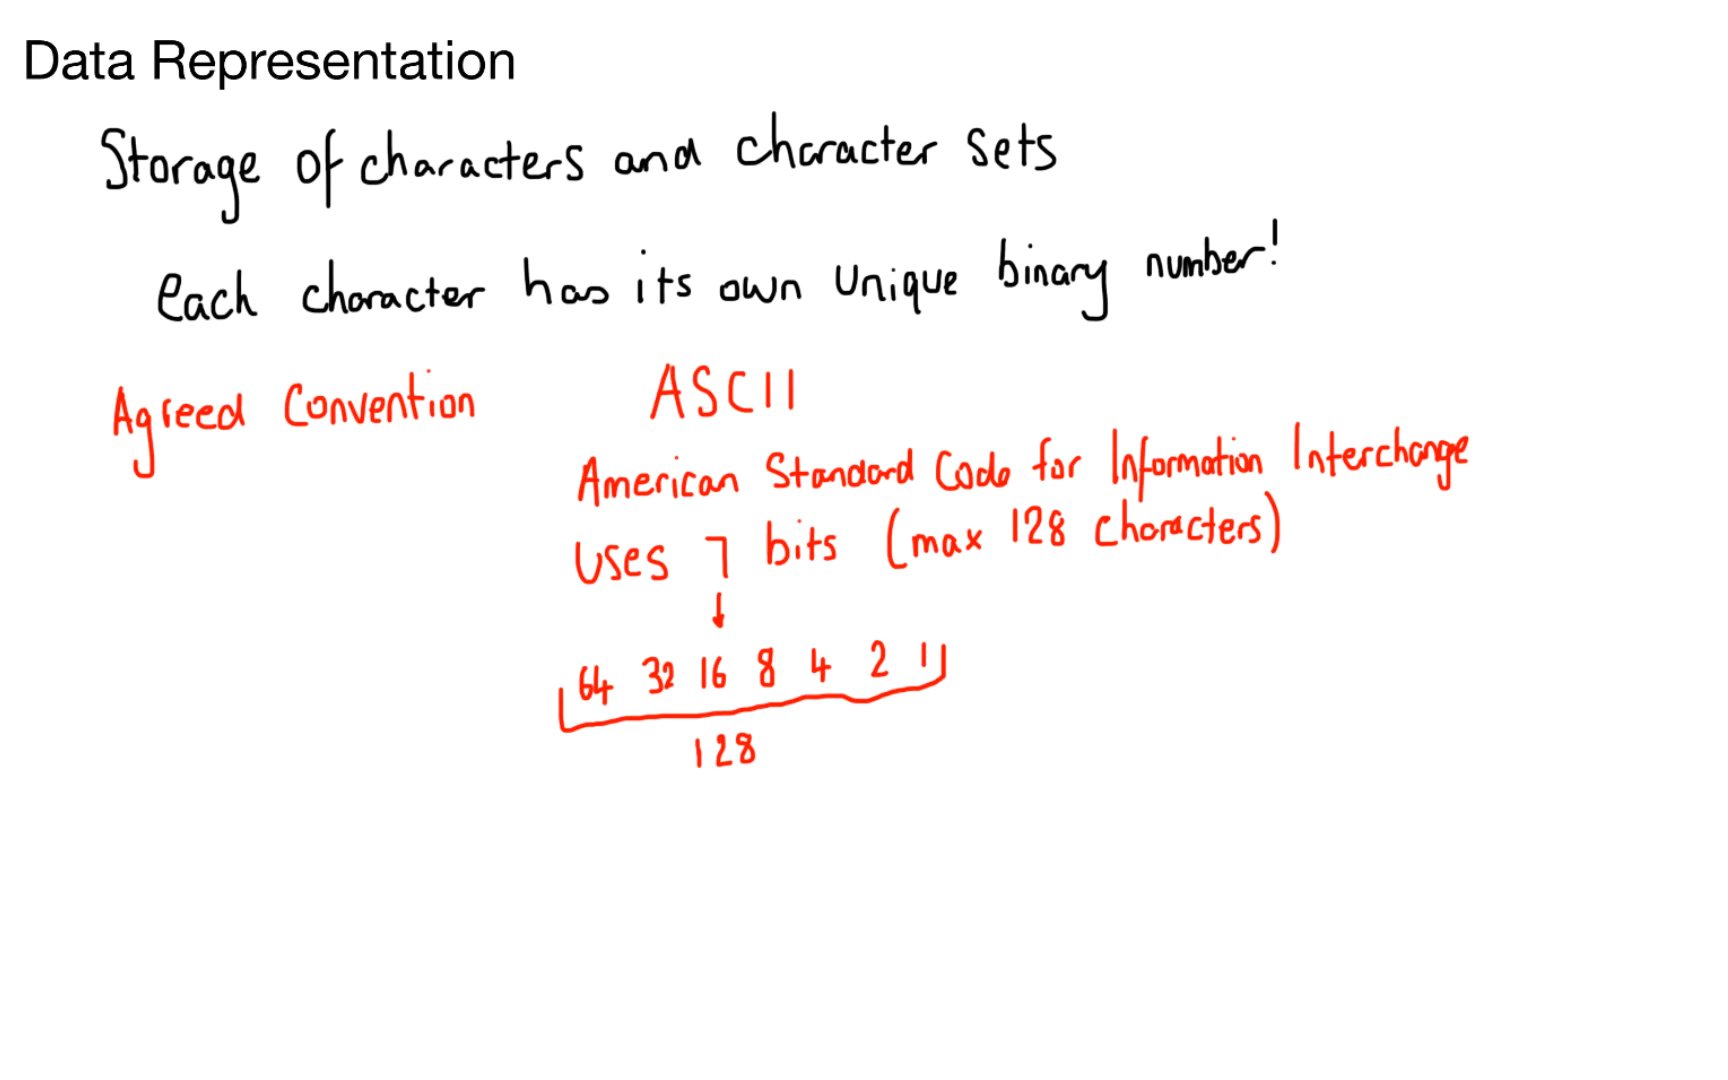 Data Representation
Storage of characters and character sets
each character has its own unique binary number!
Agreed Convention ASCII
American Standard Code for Information Interchange
Uses 7 bits (max 128 characters)
64 32 16 8 4 2 1
128